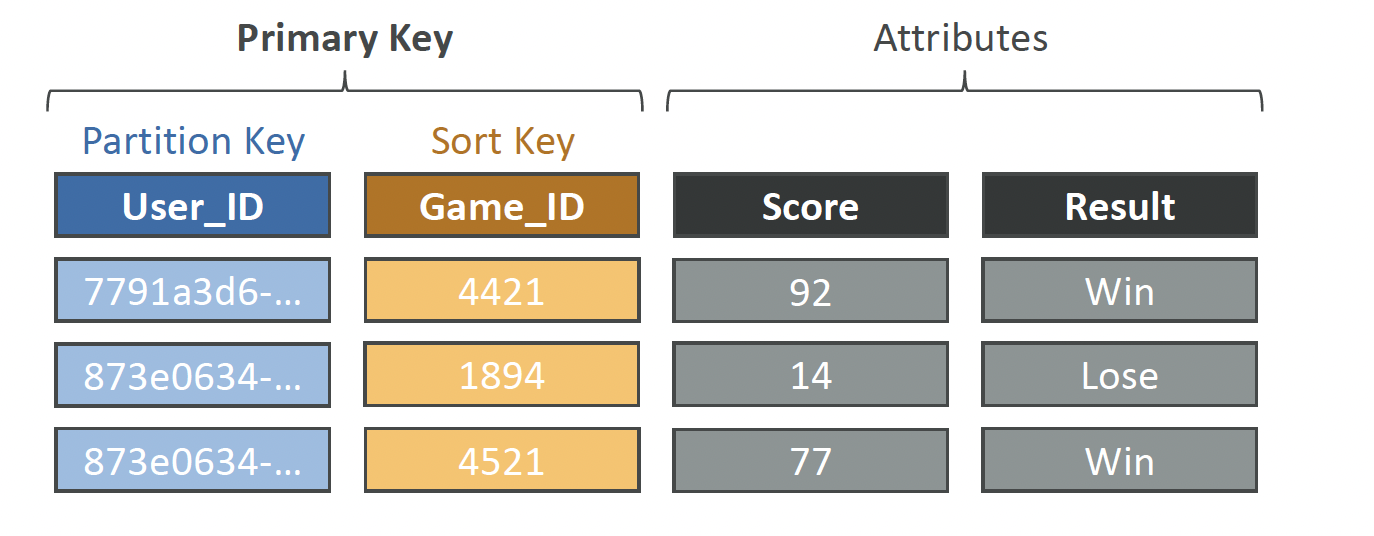 Primary Key Attributes
Partition Key Sort Key
User_ID Game_ID Score Result
7791a3d6-... 4421 92 Win
873e0634-... 1894 14 Lose
873e0634-... 4521 77 Win